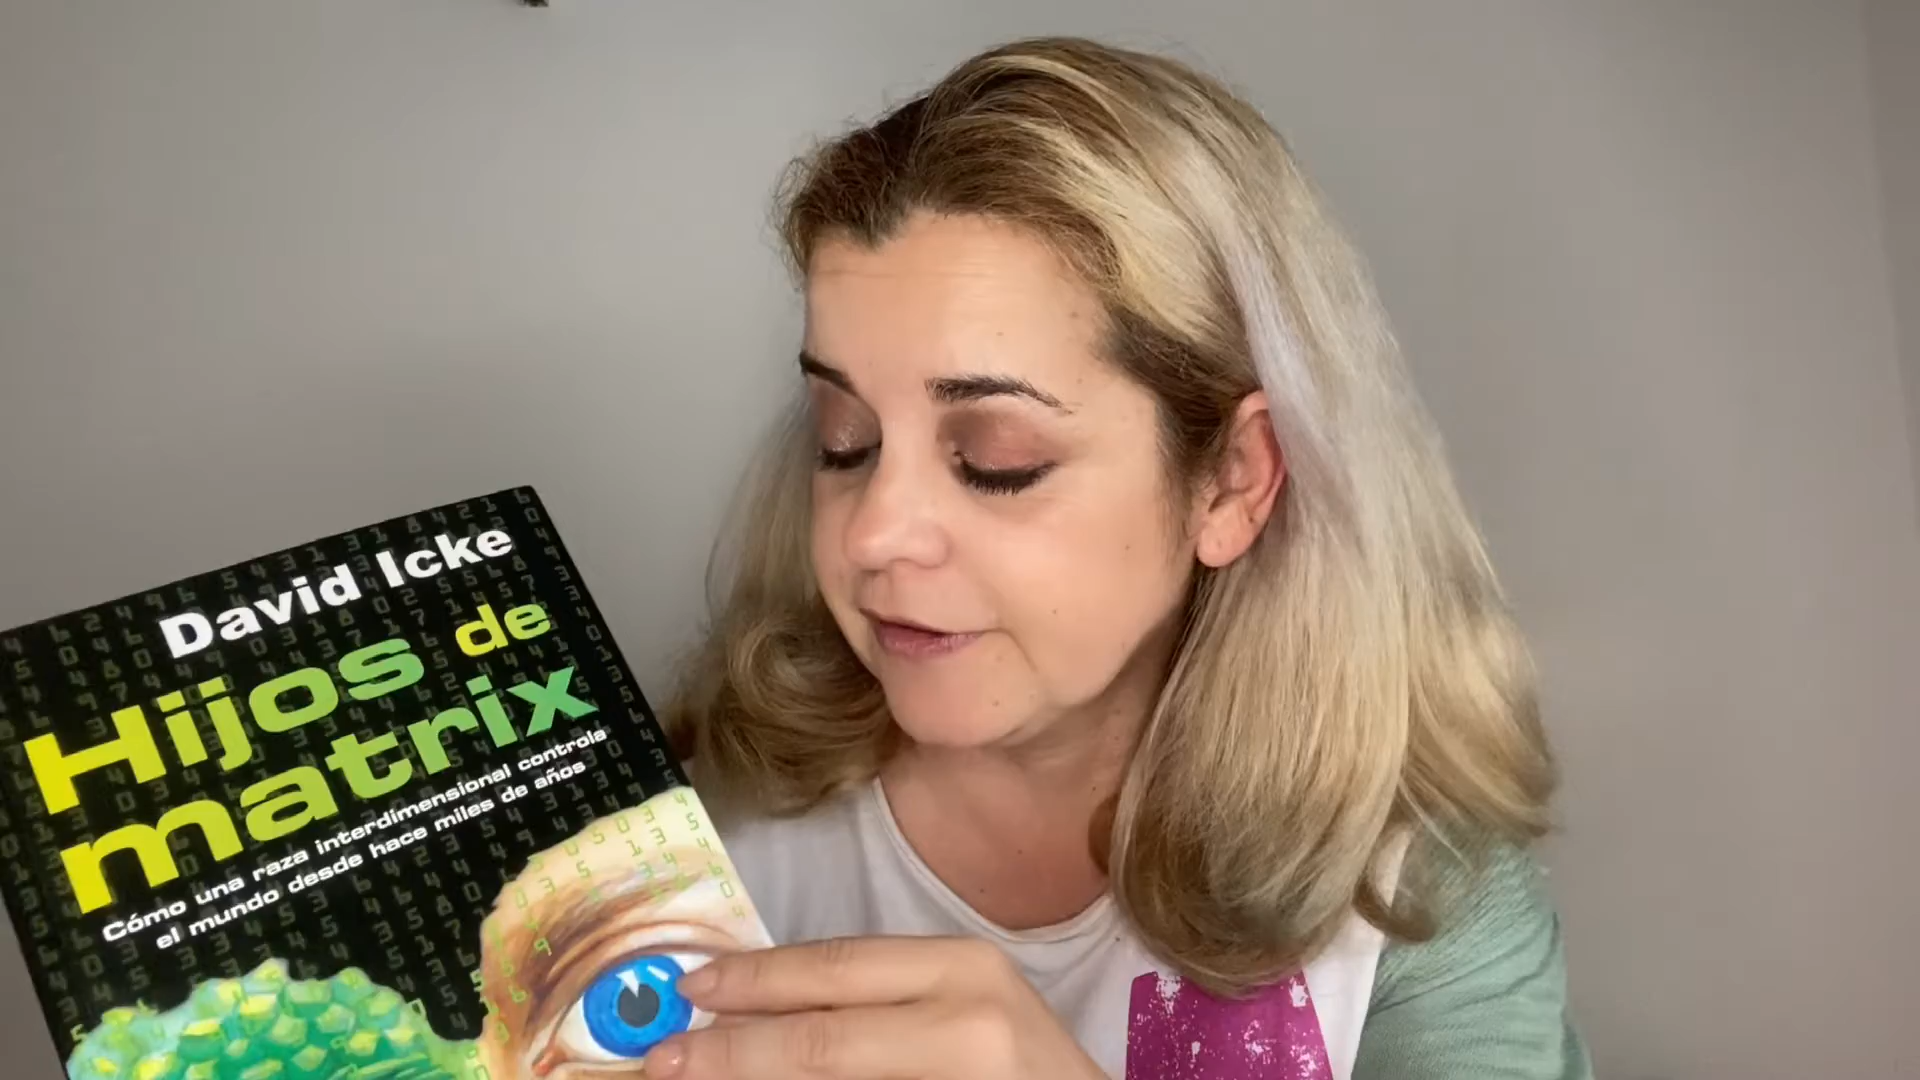 David Icke
Hijos de
matrix
Cómo una raza interdimensional controla
el mundo desde hace miles de años